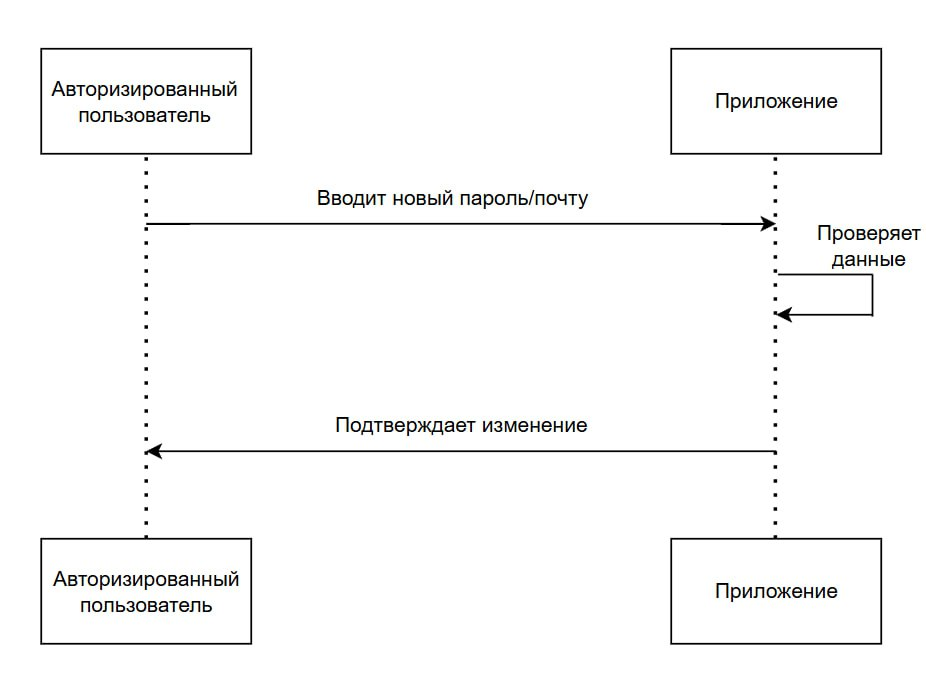 Авторизированный
пользователь
Приложение
Вводит новый пароль/почту
Проверяет
данные
Подтверждает изменение
Авторизированный
пользователь
Приложение